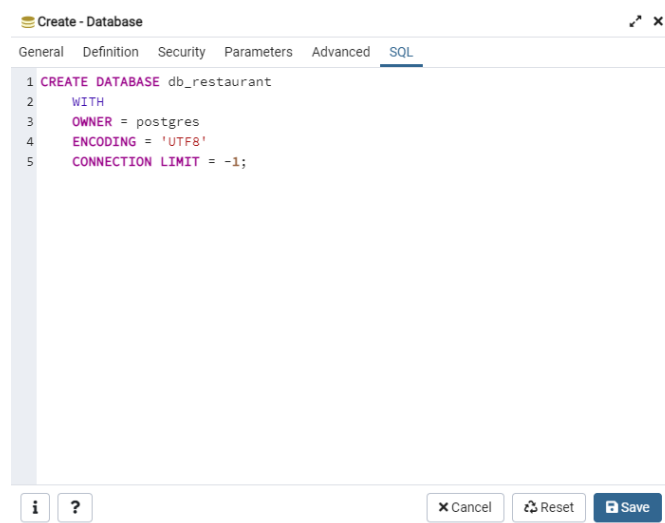 Create - Database
General Definition Security Parameters Advanced SQL
1 CREATE DATABASE db_restaurant
2 WITH
3 OWNER = postgres
4 ENCODING = 'UTF8'
5 CONNECTION LIMIT = -1;
i ? Cancel Reset Save